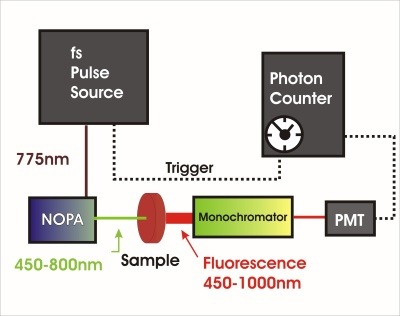 fs
Pulse
Source
Photon
Counter
775nm
Trigger
NOPA
Monochromator
PMT
450-800nm
Sample
Fluorescence
450-1000nm